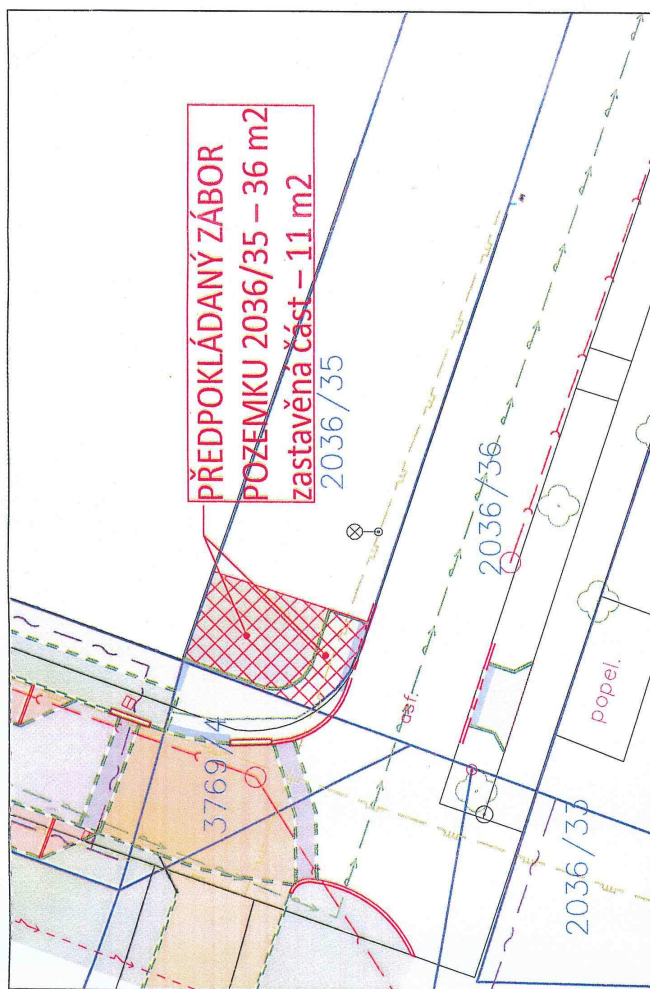 PŘEDPOKLÁDANÝ ZÁBOR
POZEMKU 2036/35 – 36 m2
zastavěná část – 11 m2
2036/35
2036/36
3769/4
asf.
popel.
2036/33